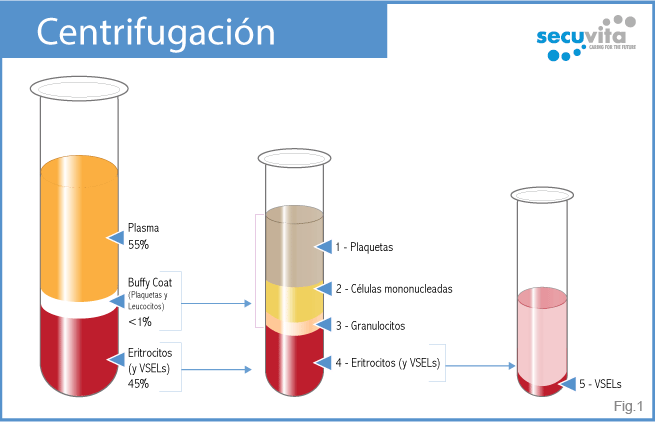 Centrifugación
secuvita
CARING FOR THE FUTURE
Plasma
55%
Buffy Coat
(Plaquetas y
Leucocitos)
<1%
Eritrocitos
(y VSELs)
45%
1 - Plaquetas
2 - Células mononucleadas
3 - Granulocitos
4 - Eritrocitos (y VSELs)
5 - VSELs
Fig.1